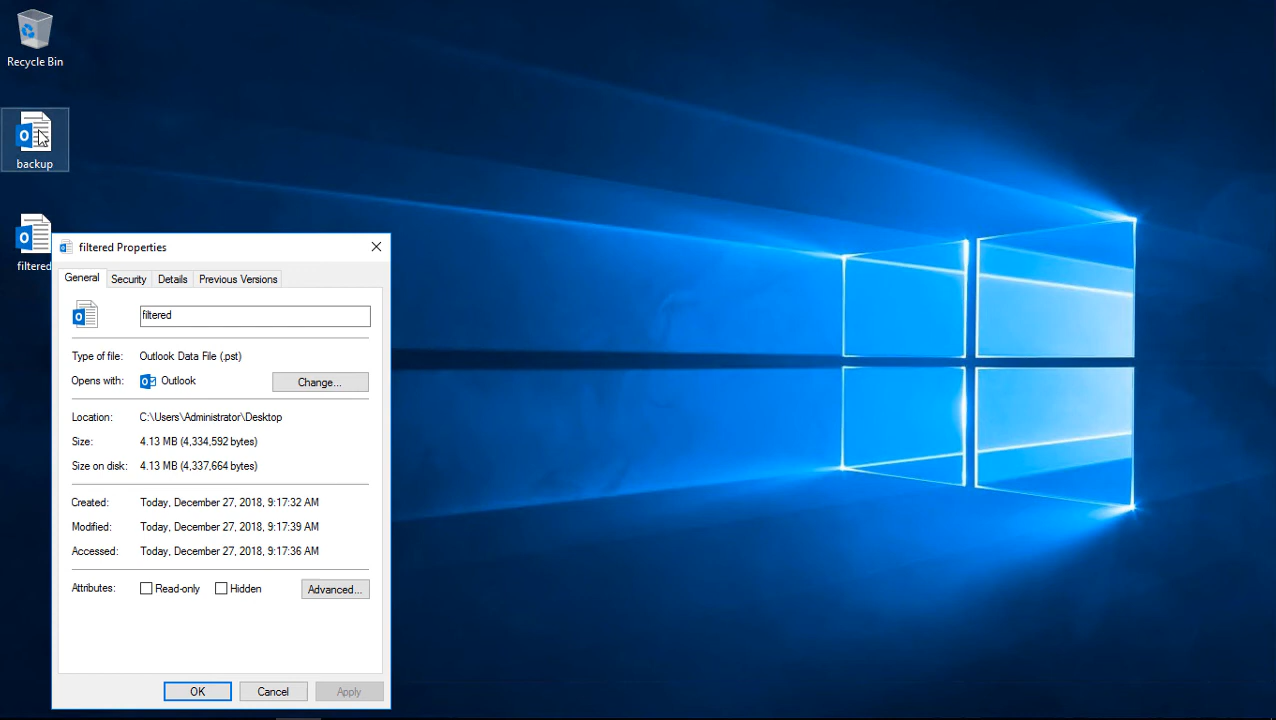 Recycle Bin
backup
filtered
filtered Properties
General Security Details Previous Versions
filtered
Type of file: Outlook Data File (.pst)
Opens with: Outlook Change...
Location: C:\Users\Administrator\Desktop
Size: 4.13 MB (4,334,592 bytes)
Size on disk: 4.13 MB (4,337,664 bytes)
Created: Today, December 27, 2018, 9:17:32 AM
Modified: Today, December 27, 2018, 9:17:39 AM
Accessed: Today, December 27, 2018, 9:17:36 AM
Attributes: Read-only Hidden Advanced...
OK Cancel Apply